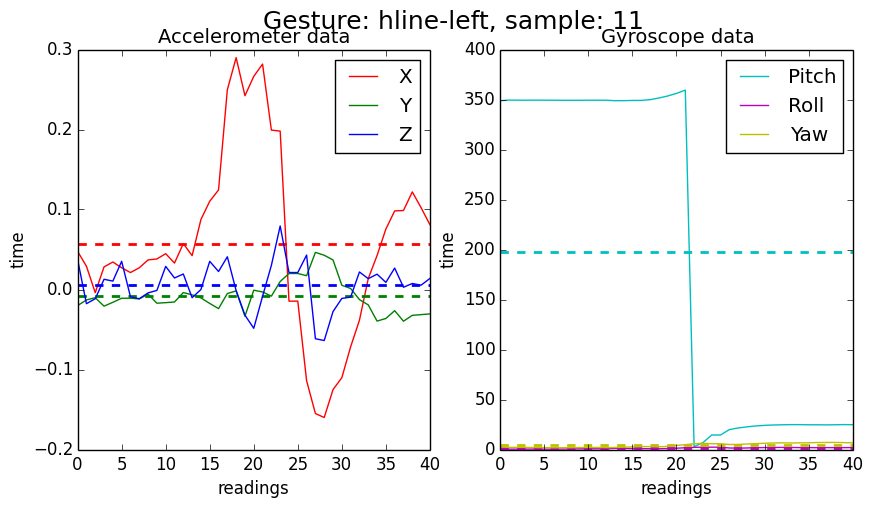 Gesture: hline-left, sample: 11
Accelerometer data
0.3
0.2
0.1
0.0
−0.1
−0.2
time
0 5 10 15 20 25 30 35 40
readings
X
Y
Z
Gyroscope data
400
350
300
250
200
150
100
50
0
time
0 5 10 15 20 25 30 35 40
readings
Pitch
Roll
Yaw